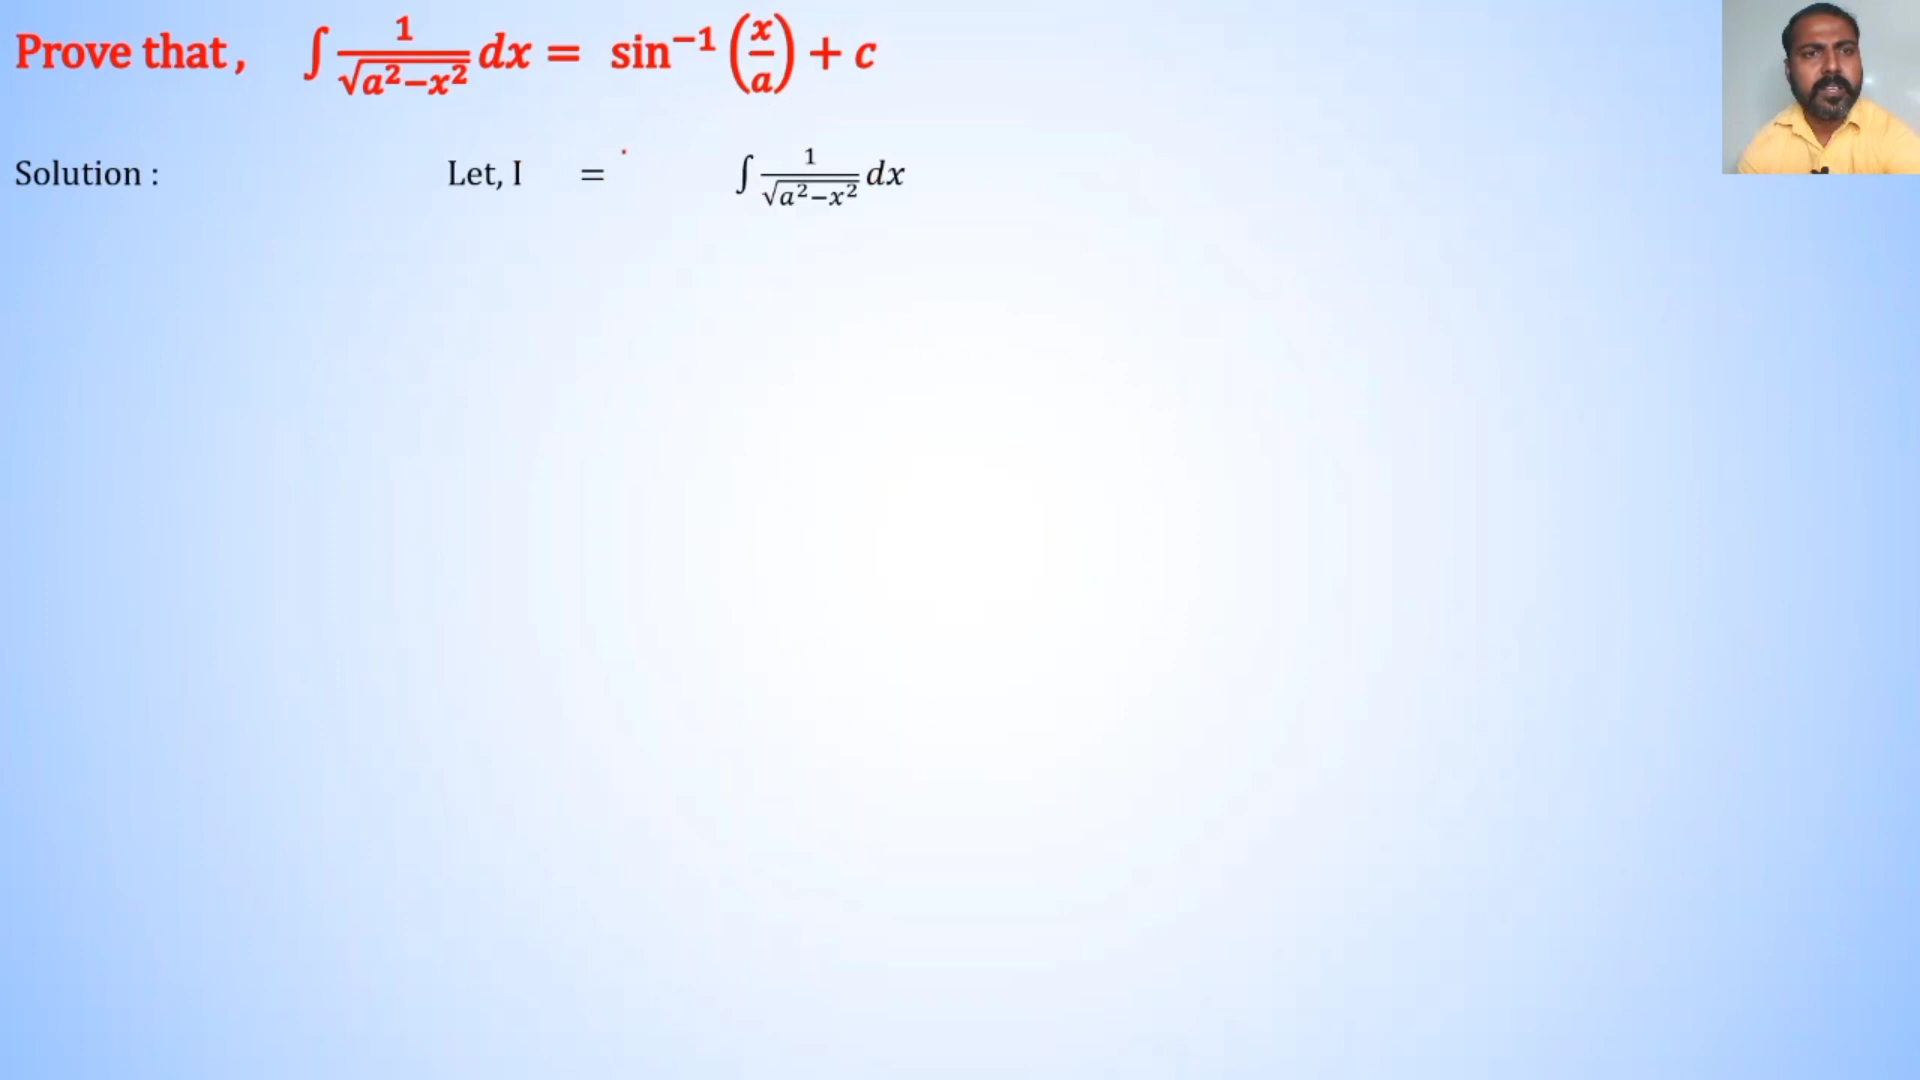 Prove that, ∫ 1/√(a²−x²) dx = sin⁻¹(x/a) + c
Solution : Let, I = ∫ 1/√(a²−x²) dx